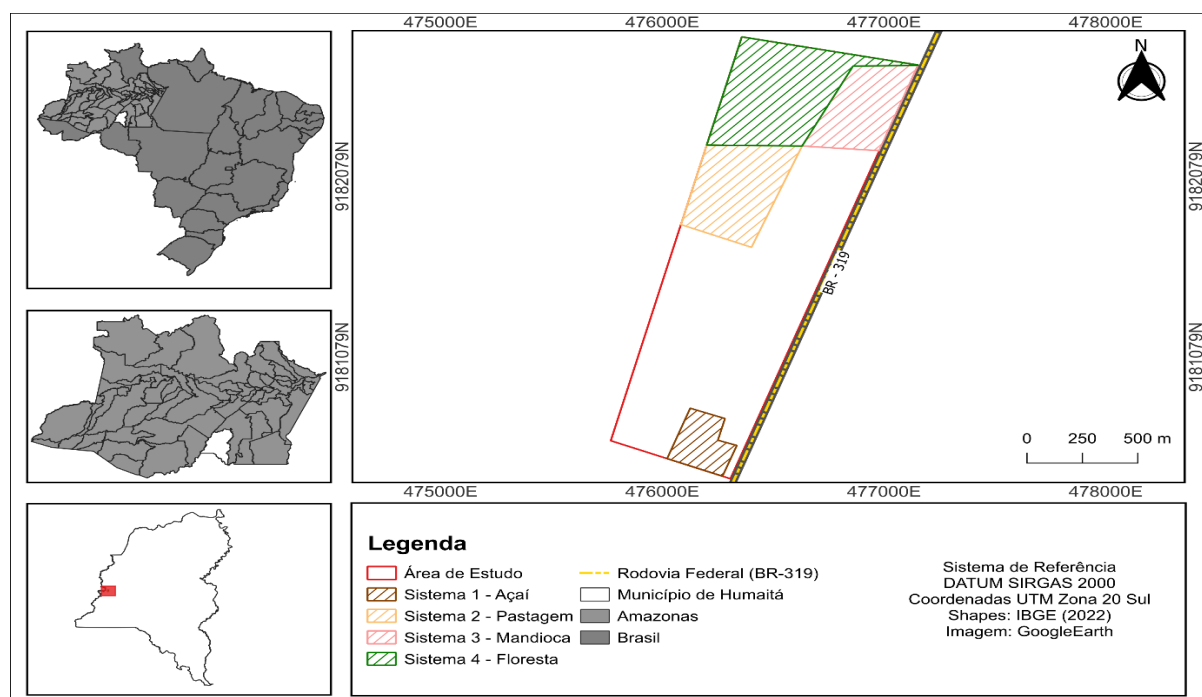 475000E 476000E 477000E 478000E
N
9182079N
9182079N
BR - 319
9181079N
9181079N
0 250 500 m
475000E 476000E 477000E 478000E
Legenda
Área de Estudo
Sistema 1 - Açaí
Sistema 2 - Pastagem
Sistema 3 - Mandioca
Sistema 4 - Floresta
Rodovia Federal (BR-319)
Município de Humaitá
Amazonas
Brasil
Sistema de Referência
DATUM SIRGAS 2000
Coordenadas UTM Zona 20 Sul
Shapes: IBGE (2022)
Imagem: GoogleEarth